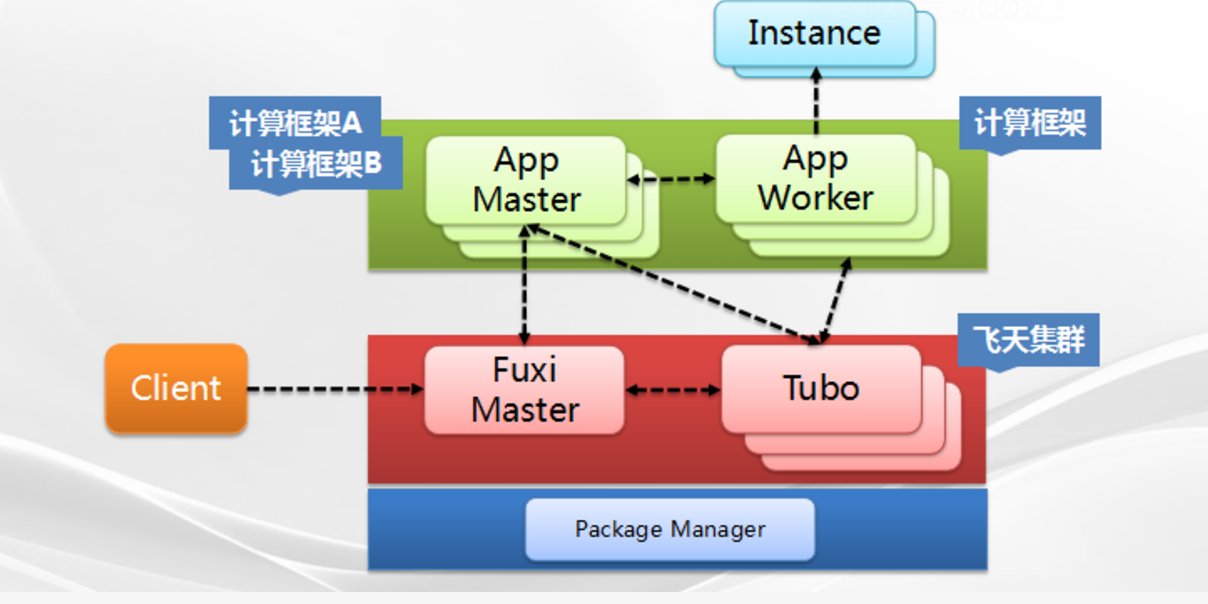 Instance
计算框架A
计算框架B
计算框架
App
Master
App
Worker
飞天集群
Client
Fuxi
Master
Tubo
Package Manager